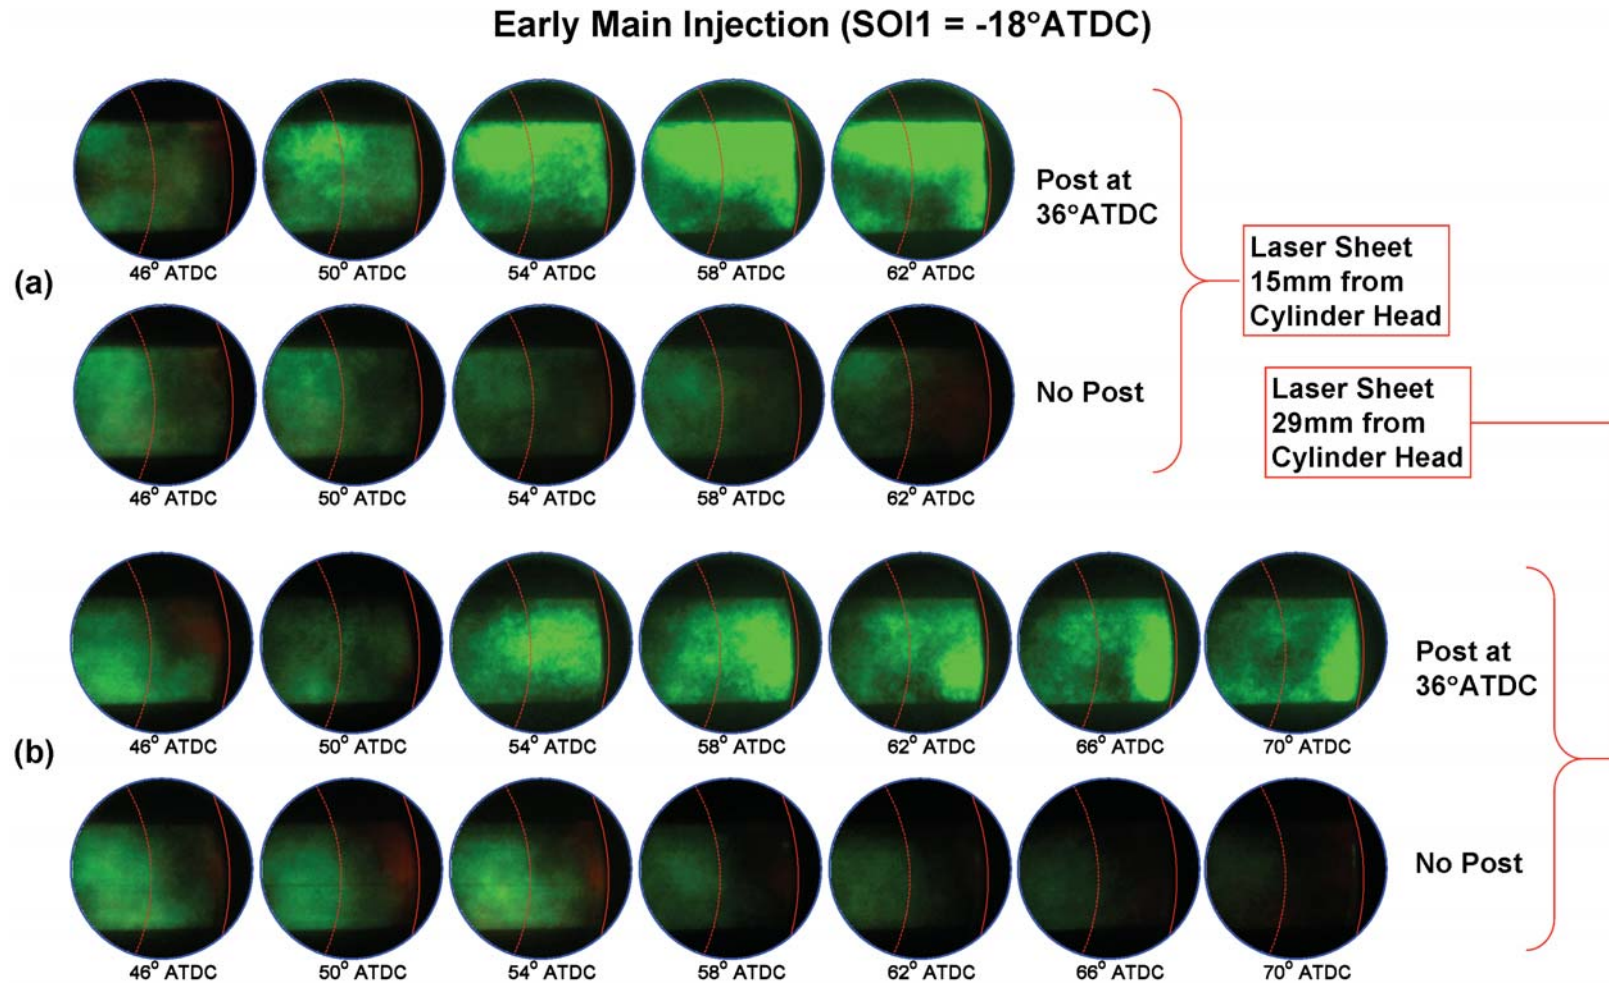 Early Main Injection (SOI1 = -18°ATDC)
46° ATDC
50° ATDC
54° ATDC
58° ATDC
62° ATDC
Post at
36°ATDC
(a)
Laser Sheet
15mm from
Cylinder Head
46° ATDC
50° ATDC
54° ATDC
58° ATDC
62° ATDC
No Post
Laser Sheet
29mm from
Cylinder Head
46° ATDC
50° ATDC
54° ATDC
58° ATDC
62° ATDC
66° ATDC
70° ATDC
Post at
36°ATDC
(b)
46° ATDC
50° ATDC
54° ATDC
58° ATDC
62° ATDC
66° ATDC
70° ATDC
No Post